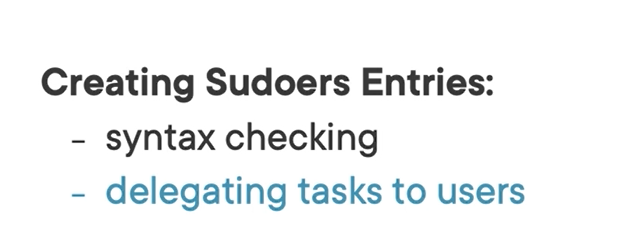 Creating Sudoers Entries:
– syntax checking
– delegating tasks to users